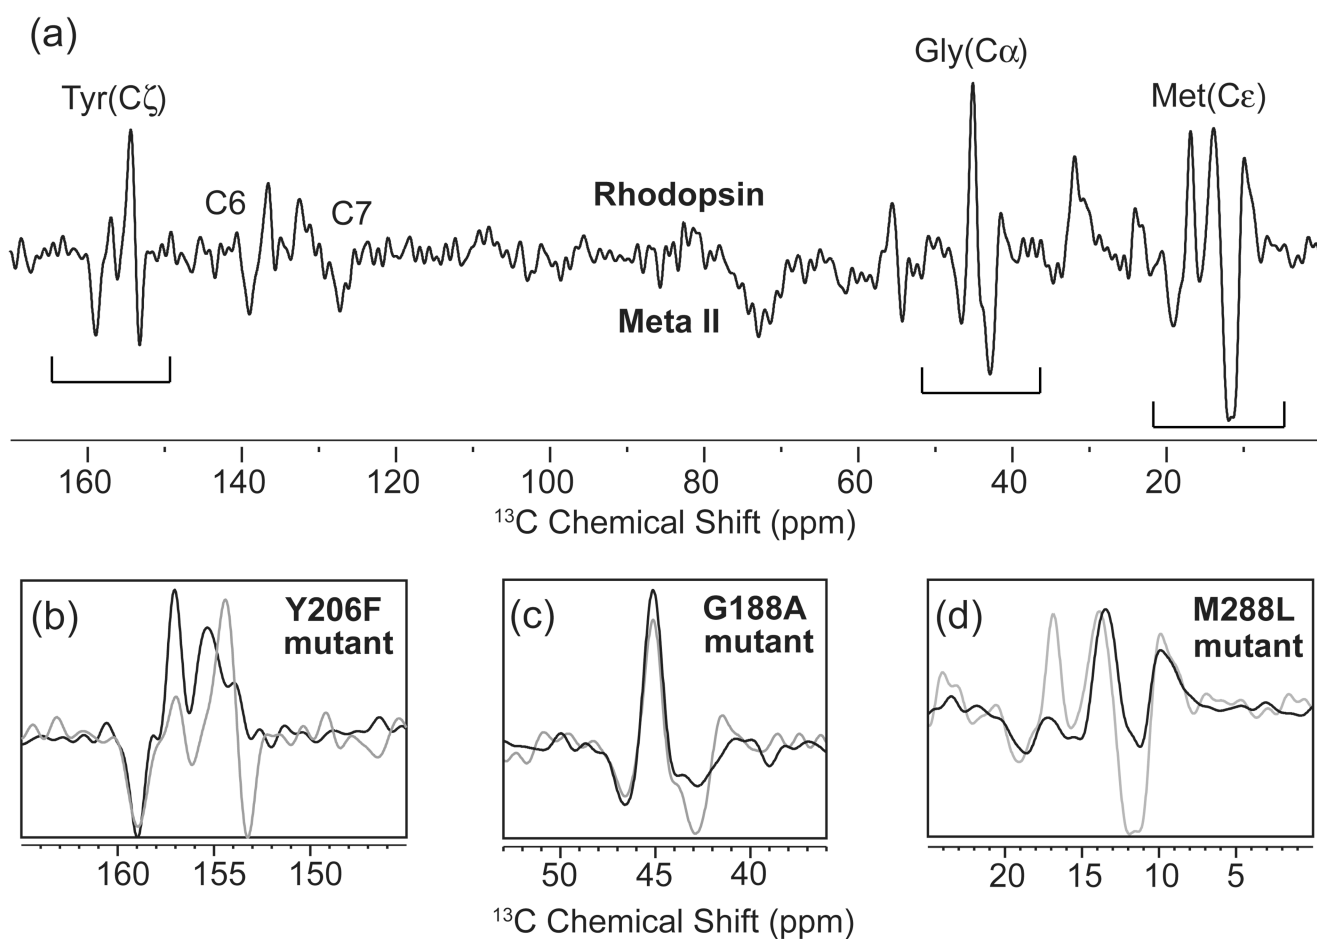 (a)
Tyr(Cζ)
C6
C7
Rhodopsin
Meta II
Gly(Cα)
Met(Cε)
160 140 120 100 80 60 40 20
¹³C Chemical Shift (ppm)
(b) Y206F
mutant
(c) G188A
mutant
(d) M288L
mutant
160 155 150
50 45 40
20 15 10 5
¹³C Chemical Shift (ppm)